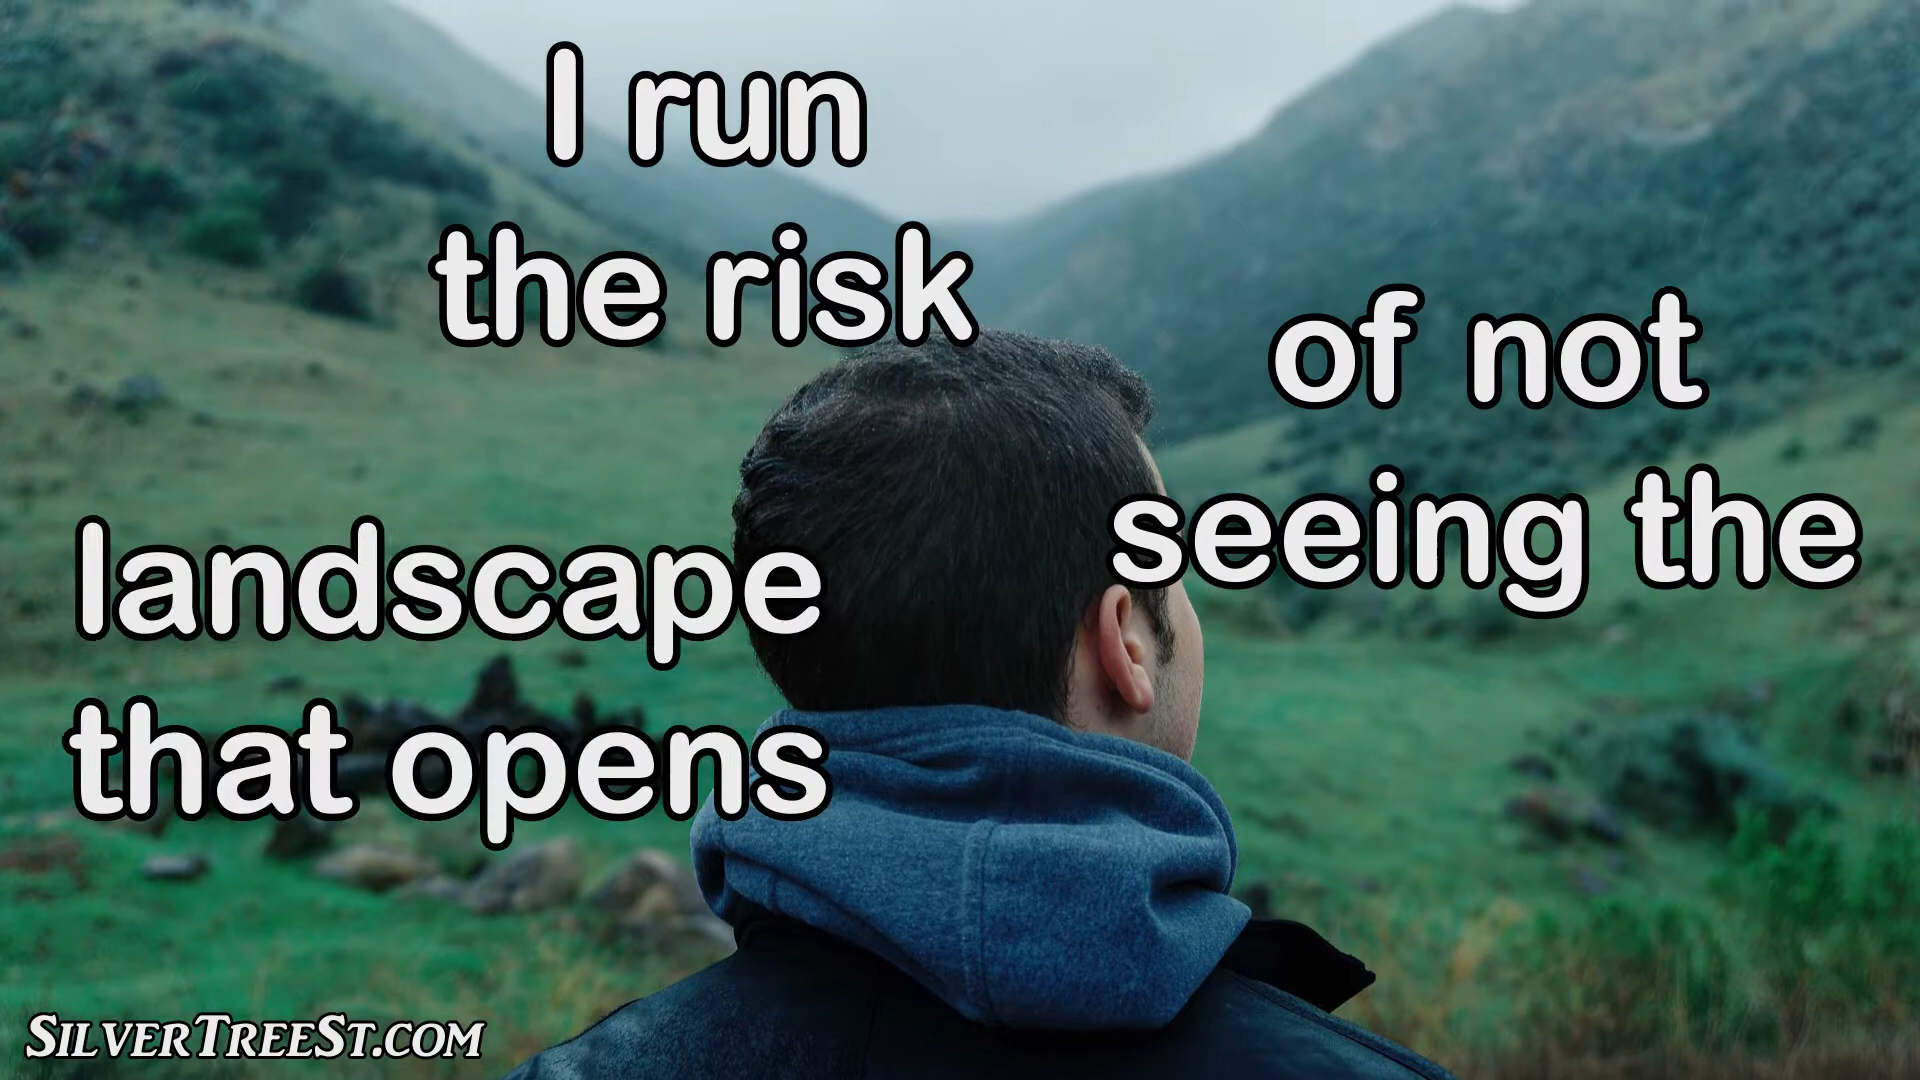 I run
the risk
of not
seeing the
landscape
that opens
SILVERTREEST.COM